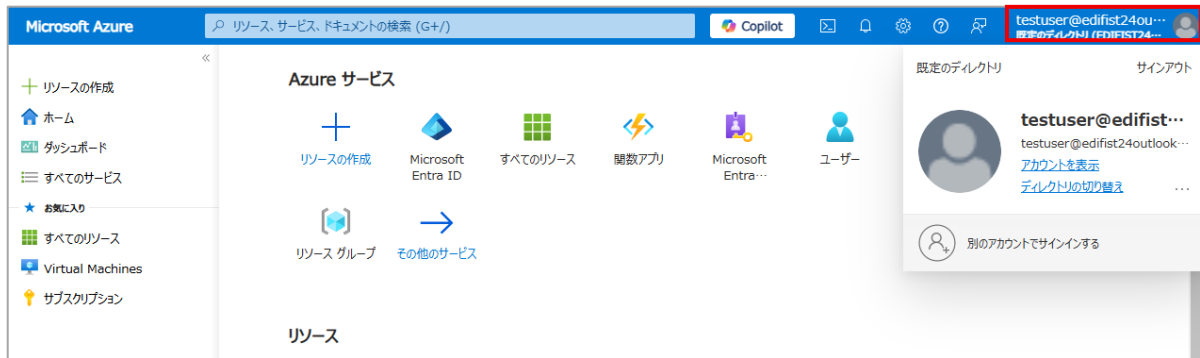 Microsoft Azure
リソース、サービス、ドキュメントの検索 (G+/)
Copilot
testuser@edifist24ou…
既定のディレクトリ (EDIFIST24…
リソースの作成
ホーム
ダッシュボード
すべてのサービス
お気に入り
すべてのリソース
Virtual Machines
サブスクリプション
Azure サービス
リソースの作成
Microsoft Entra ID
すべてのリソース
関数アプリ
Microsoft Entra…
ユーザー
リソース グループ
その他のサービス
リソース
既定のディレクトリ
サインアウト
testuser@edifist…
testuser@edifist24outlook…
アカウントを表示
ディレクトリの切り替え
…
別のアカウントでサインインする